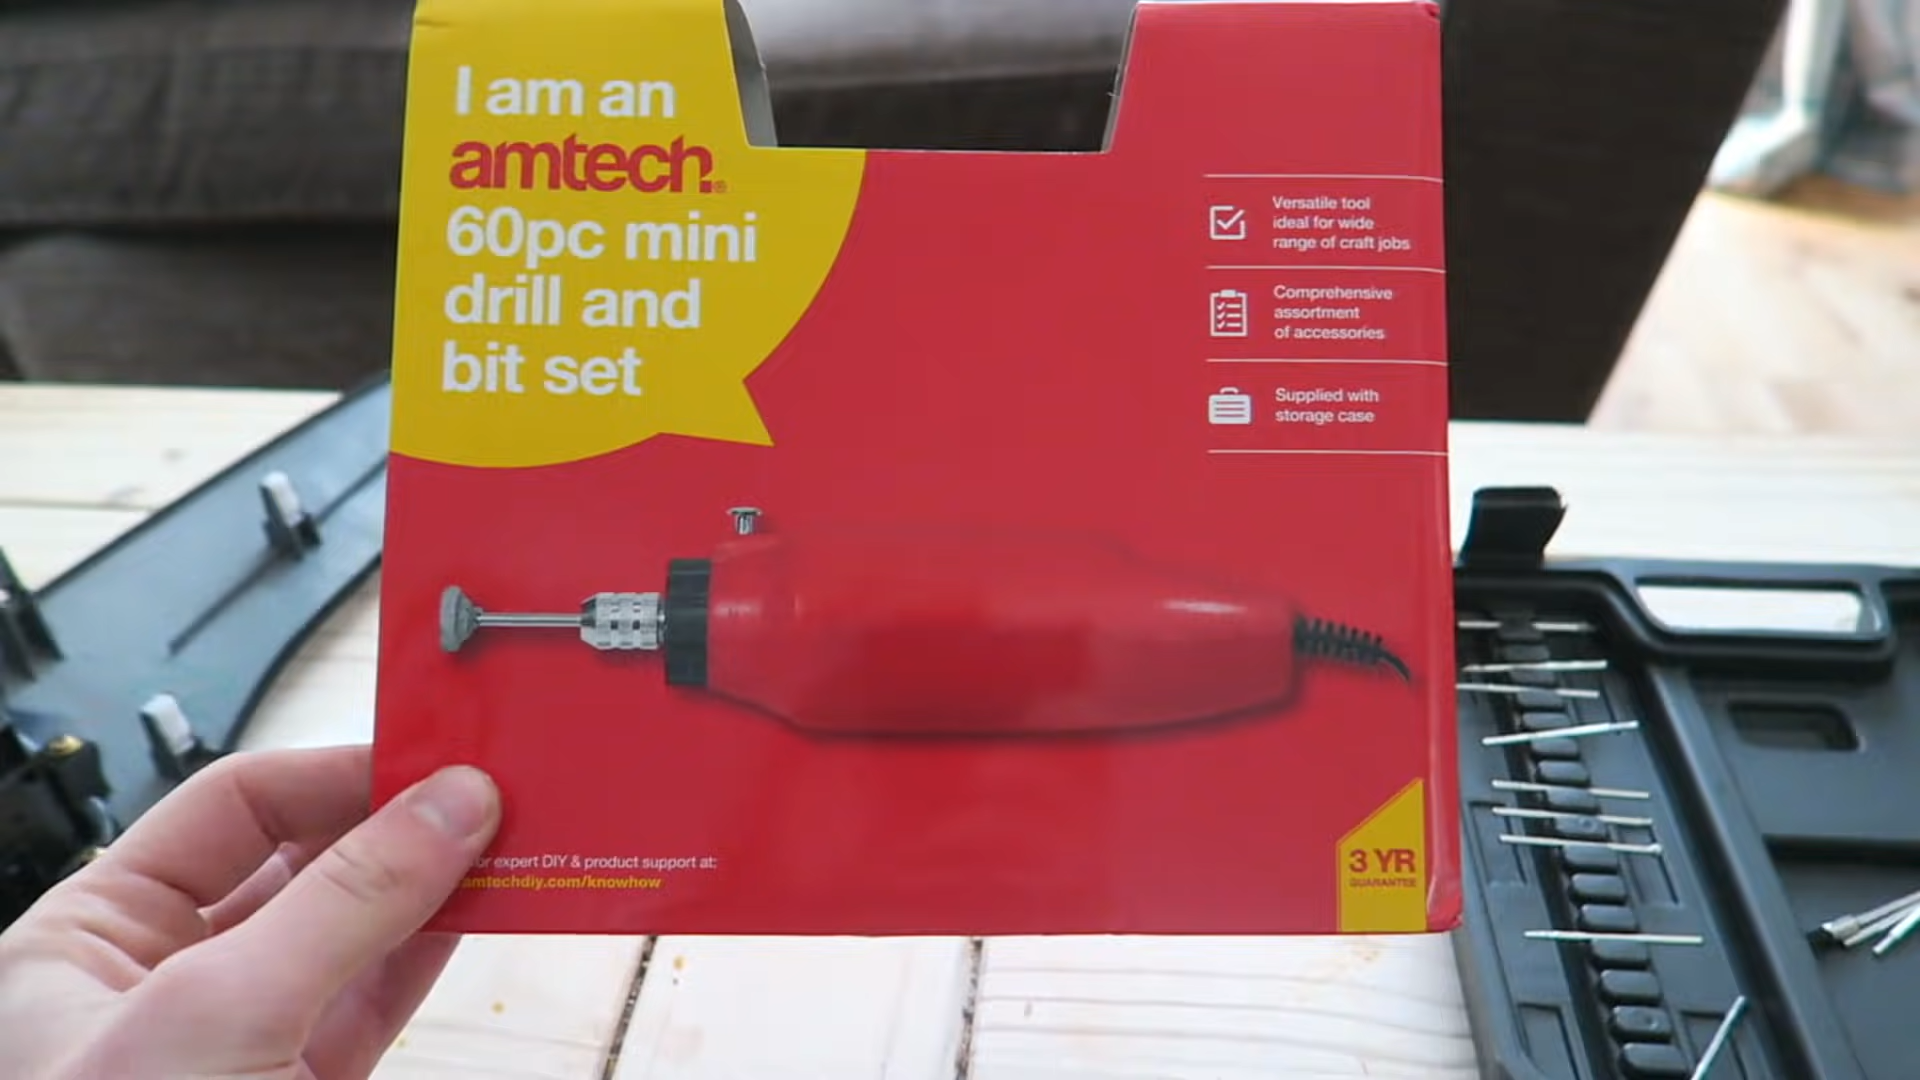 I am an
amtech®
60pc mini
drill and
bit set
Versatile tool
ideal for wide
range of craft jobs
Comprehensive
assortment
of accessories
Supplied with
storage case
expert DIY & product support at:
amtechdiy.com/knowhow
3 YR
GUARANTEE